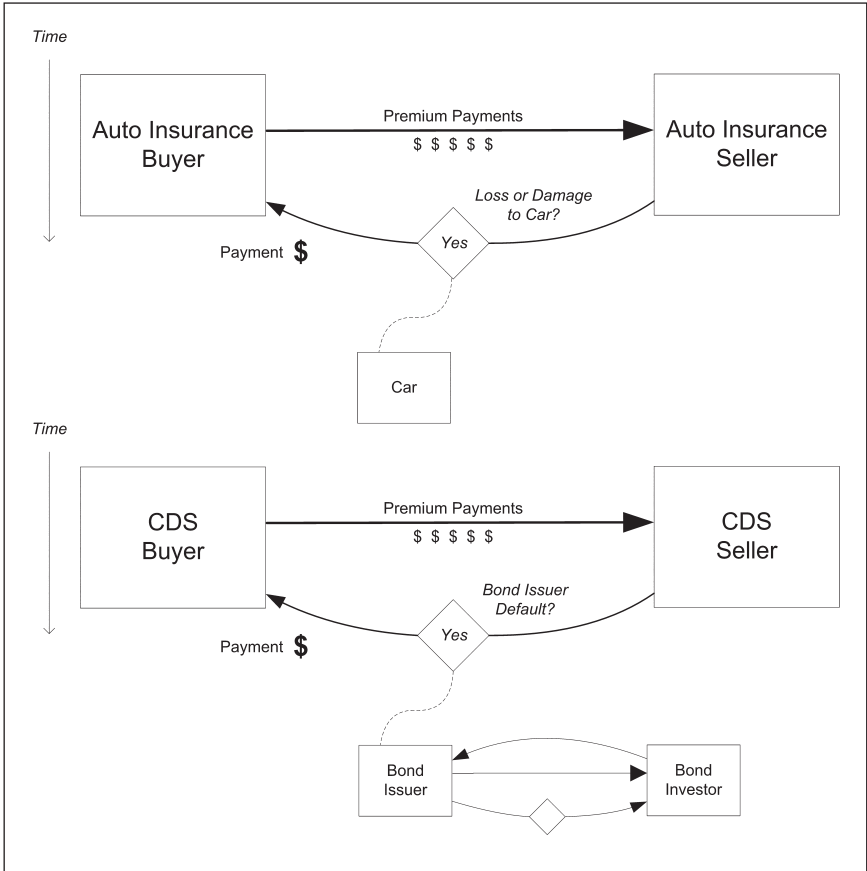 Time
Auto Insurance
Buyer
Premium Payments
$ $ $ $ $
Auto Insurance
Seller
Loss or Damage
to Car?
Yes
Payment $
Car
Time
CDS
Buyer
Premium Payments
$ $ $ $ $
CDS
Seller
Bond Issuer
Default?
Yes
Payment $
Bond
Issuer
Bond
Investor